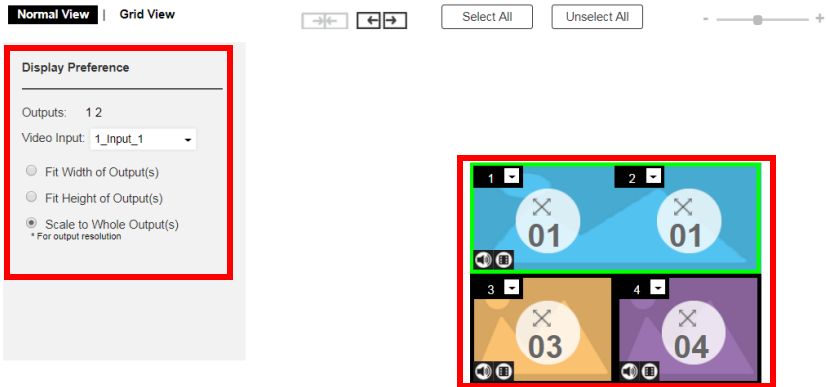 Normal View | Grid View
Select All
Unselect All
- +
Display Preference
Outputs: 1 2
Video Input: 1_Input_1
Fit Width of Output(s)
Fit Height of Output(s)
Scale to Whole Output(s)
* For output resolution
1 2
01 01
3 4
03 04